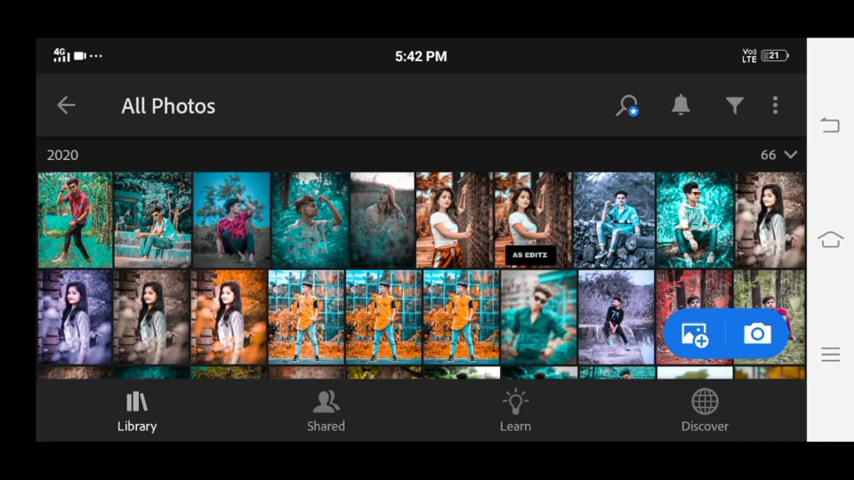 4G
5:42 PM
Vo))
LTE
21
All Photos
2020
66
AS EDITZ
Library
Shared
Learn
Discover